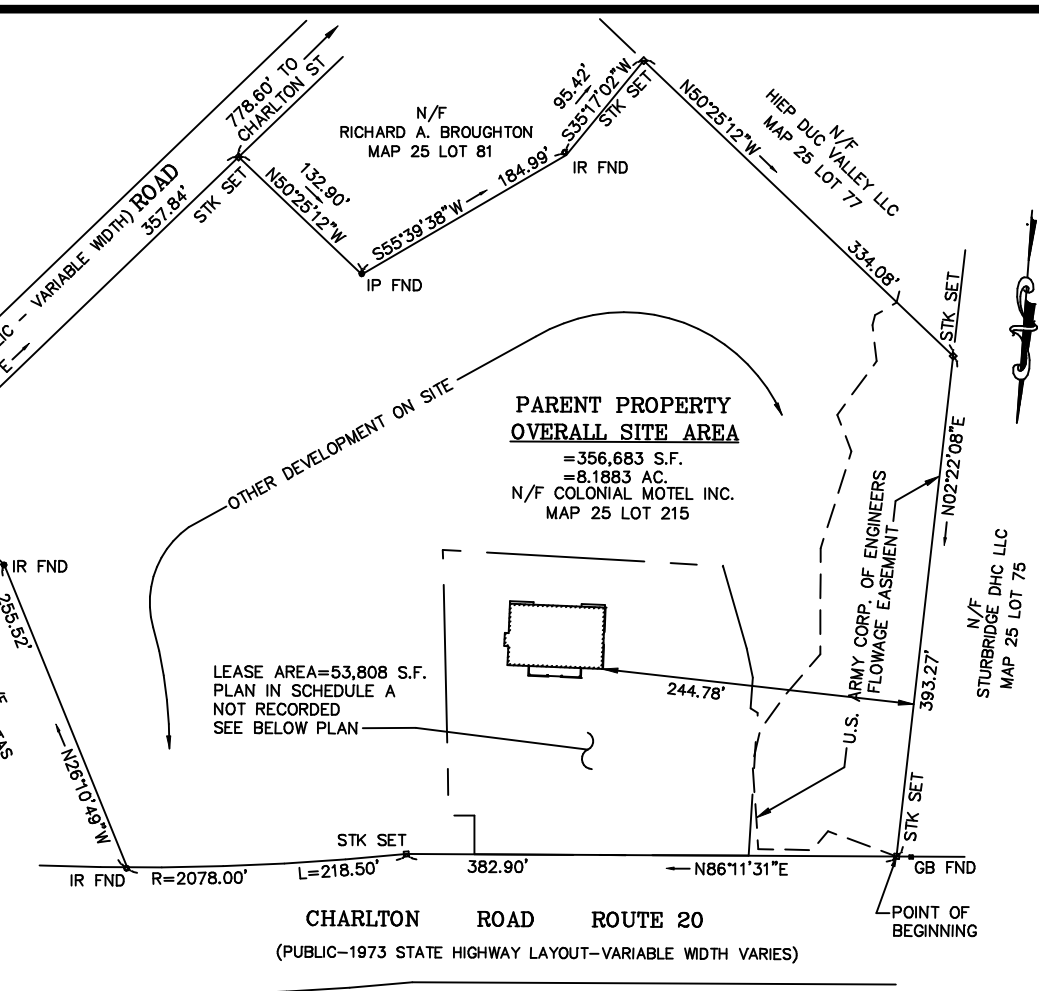 778.60' TO
CHARLTON ST
ROAD
IC - VARIABLE WIDTH)
357.84'
E
STK SET
132.90'
N50°25'12"W
N/F
RICHARD A. BROUGHTON
MAP 25 LOT 81
S55°39'38"W
184.99'
IP FND
95.42'
S35°17'02"W
STK SET
IR FND
N50°25'12"W
334.08'
HIEP DUC VALLEY LLC
N/F
MAP 25 LOT 77
STK SET
N02°22'08"E
393.27'
N/F
STURBRIDGE DHC LLC
MAP 25 LOT 75
OTHER DEVELOPMENT ON SITE
PARENT PROPERTY
OVERALL SITE AREA
=356,683 S.F.
=8.1883 AC.
N/F COLONIAL MOTEL INC.
MAP 25 LOT 215
U.S. ARMY CORP. OF ENGINEERS
FLOWAGE EASEMENT
IR FND
255.52'
TAS
N26°10'49"W
LEASE AREA=53,808 S.F.
PLAN IN SCHEDULE A
NOT RECORDED
SEE BELOW PLAN
244.78'
STK SET
STK SET
IR FND
R=2078.00'
L=218.50'
382.90'
N86°11'31"E
GB FND
POINT OF
BEGINNING
CHARLTON ROAD ROUTE 20
(PUBLIC-1973 STATE HIGHWAY LAYOUT-VARIABLE WIDTH VARIES)